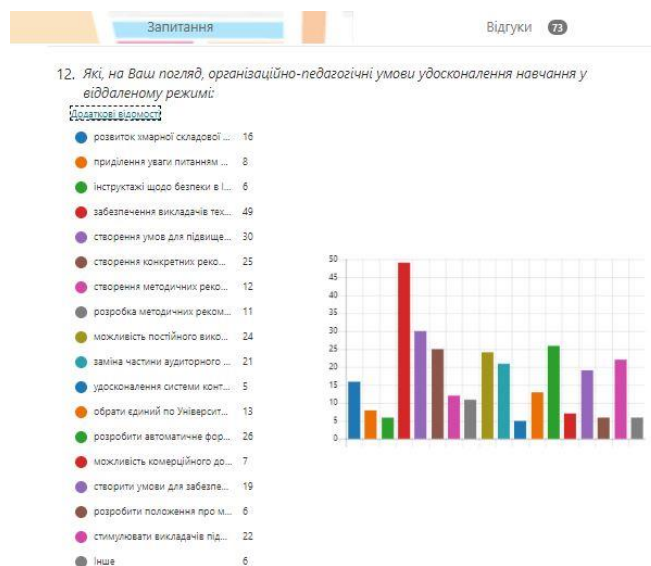 Запитання
Відгуки 73
12. Які, на Ваш погляд, організаційно-педагогічні умови удосконалення навчання у
віддаленому режимі:
Додаткові відомості
розвиток хмарної складової ... 16
приділення уваги питанням ... 8
інструктажі щодо безпеки в І... 6
забезпечення викладачів тех... 49
створення умов для підвище... 30
створення конкретних реко... 25
створення методичних реко... 12
розробка методичних реком... 11
можливість постійного вико... 24
заміна частини аудиторного ... 21
удосконалення системи конт... 5
обрати єдиний по Університ... 13
розробити автоматичне фор... 26
можливість комерційного до... 7
створити умови для забезпе... 19
розробити положення про м... 6
стимулювати викладачів під... 22
Інше 6
50
45
40
35
30
25
20
15
10
5
0